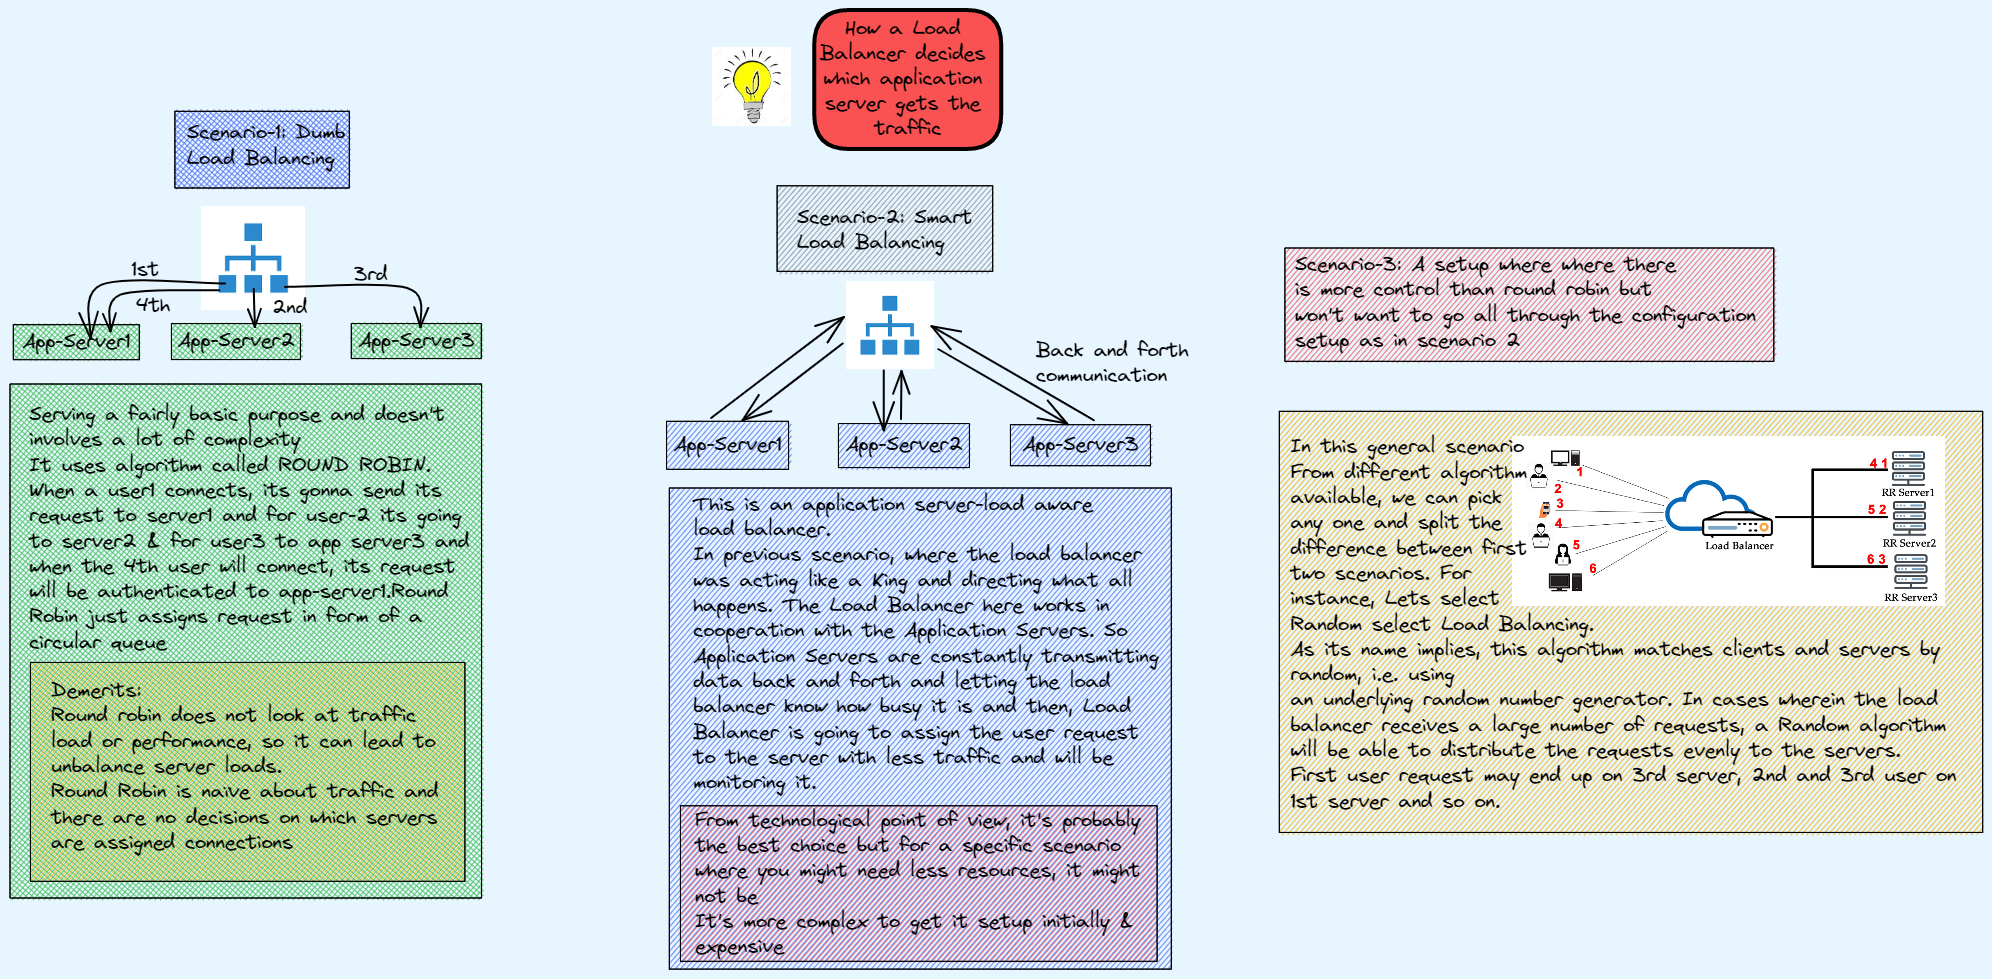 How a Load
Balancer decides
which application
server gets the
traffic
Scenario-1: Dumb
Load Balancing
1st
4th
2nd
3rd
App-Server1
App-Server2
App-Server3
Serving a fairly basic purpose and doesn't
involves a lot of complexity
It uses algorithm called ROUND ROBIN.
When a user1 connects, its gonna send its
request to server1 and for user-2 its going
to server2 & for user3 to app server3 and
when the 4th user will connect, its request
will be authenticated to app-server1.Round
Robin just assigns request in form of a
circular queue
Demerits:
Round robin does not look at traffic
load or performance, so it can lead to
unbalance server loads.
Round Robin is naive about traffic and
there are no decisions on which servers
are assigned connections
Scenario-2: Smart
Load Balancing
Back and forth
communication
App-Server1
App-Server2
App-Server3
This is an application server-load aware
load balancer.
In previous scenario, where the load balancer
was acting like a King and directing what all
happens. The Load Balancer here works in
cooperation with the Application Servers. So
Application Servers are constantly transmitting
data back and forth and letting the load
balancer know how busy it is and then, Load
Balancer is going to assign the user request
to the server with less traffic and will be
monitoring it.
From technological point of view, it's probably
the best choice but for a specific scenario
where you might need less resources, it might
not be
It's more complex to get it setup initially &
expensive
Scenario-3: A setup where where there
is more control than round robin but
won't want to go all through the configuration
setup as in scenario 2
In this general scenario
From different algorithm
available, we can pick
any one and split the
difference between first
two scenarios. For
instance, Lets select
Random select Load Balancing.
As its name implies, this algorithm matches clients and servers by
random, i.e. using
an underlying random number generator. In cases wherein the load
balancer receives a large number of requests, a Random algorithm
will be able to distribute the requests evenly to the servers.
First user request may end up on 3rd server, 2nd and 3rd user on
1st server and so on.
1
2
3
4
5
6
Load Balancer
4 1
RR Server1
5 2
RR Server2
6 3
RR Server3